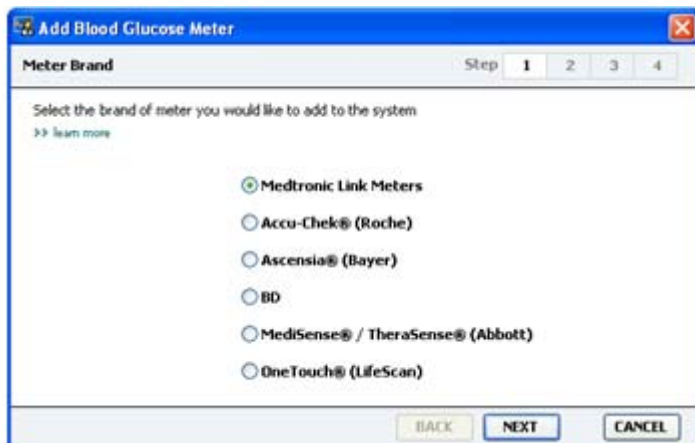 Add Blood Glucose Meter
Meter Brand Step 1 2 3 4
Select the brand of meter you would like to add to the system
>> learn more
Medtronic Link Meters
Accu-Chek® (Roche)
Ascensia® (Bayer)
BD
MediSense® / TheraSense® (Abbott)
OneTouch® (LifeScan)
BACK NEXT CANCEL